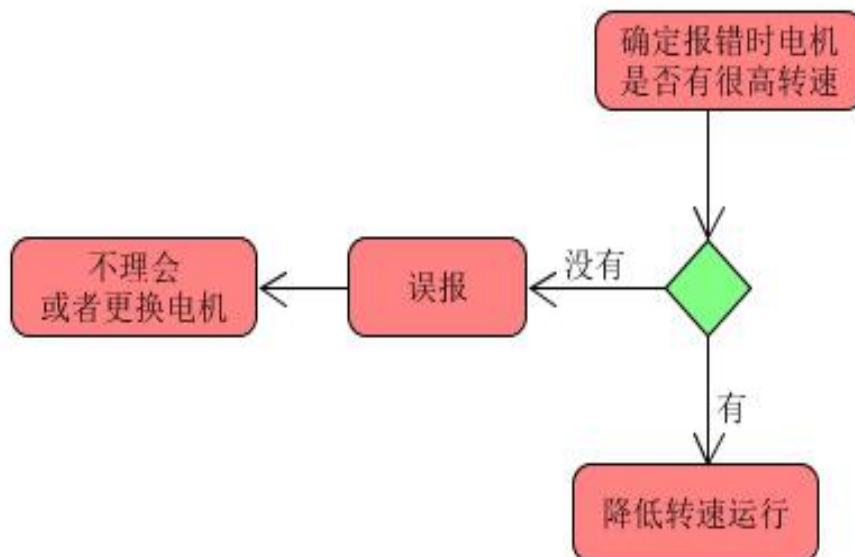 确定报错时电机
是否有很高转速
没有
误报
不理会
或者更换电机
有
降低转速运行